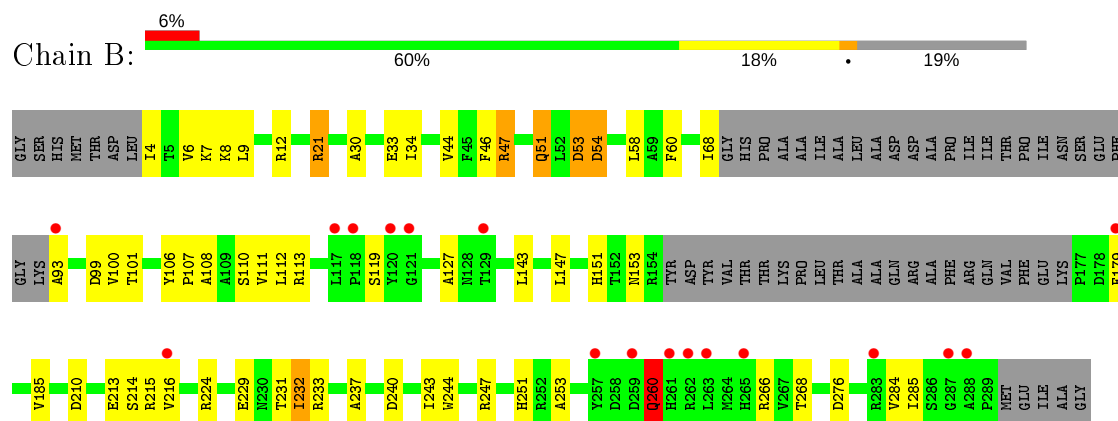 6%
Chain B:
60% 18% • 19%
GLY SER HIS MET THR ASP LEU I4 T5 V6 K7 K8 L9 R12 R21 A30 E33 I34 V44 F45 F46 R47 Q51 L52 D53 D54 L58 A59 F60 I68 GLY HIS PRO ALA ALA ILE ALA LEU ALA ASP ASP ALA PRO ILE ILE THR PRO ILE ASN SER GLU PHE
GLY LYS A93 D99 V100 T101 Y106 P107 A108 A109 S110 V111 L112 R113 L117 P118 S119 Y120 G121 A127 N128 T129 L143 L147 H151 T152 N153 R154 TYR ASP TYR VAL THR THR LYS PRO LEU THR ALA ALA GLN ARG ALA PHE ARG GLN VAL PHE GLU LYS P177 D178 E179
V185 D210 E213 S214 R215 V216 R224 E229 N230 T231 I232 R233 A237 D240 I243 W244 R247 H251 R252 A253 Y257 D258 D259 Q260 H261 R262 L263 M264 H265 R266 V267 T268 D276 R283 V284 I285 S286 G287 A288 P289 MET GLU ILE ALA GLY